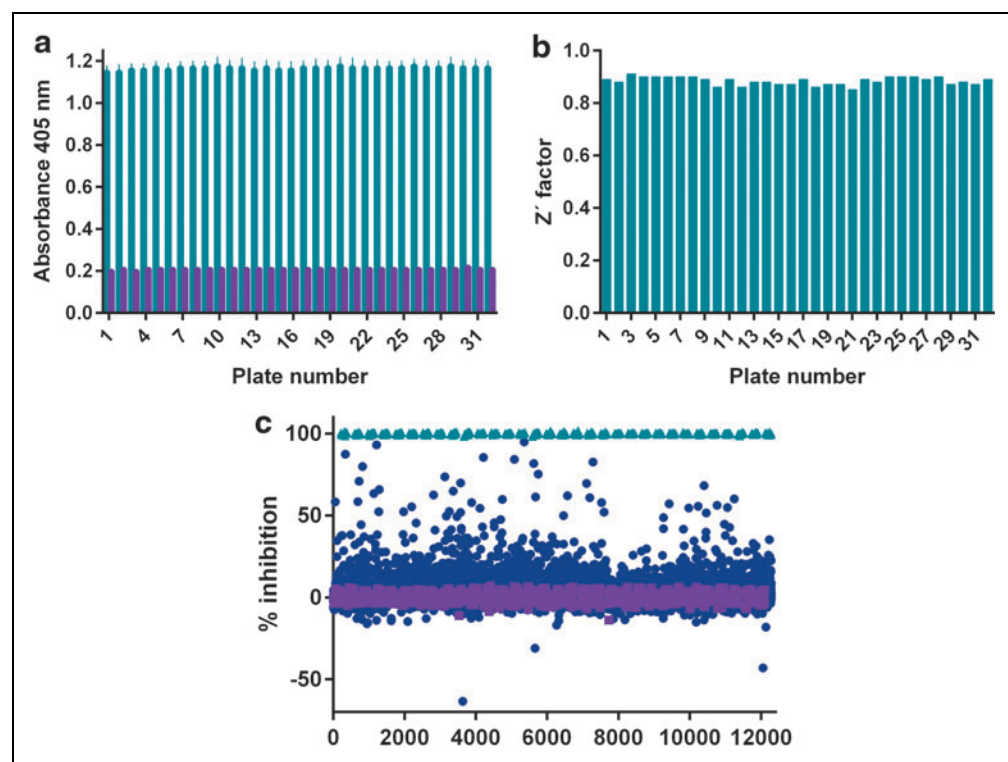 a
Absorbance 405 nm
1.2
1.0
0.8
0.6
0.4
0.2
0.0
1 4 7 10 13 16 19 22 25 28 31
Plate number
b
Z´ factor
1.0
0.8
0.6
0.4
0.2
0.0
1 3 5 7 9 11 13 15 17 19 21 23 25 27 29 31
Plate number
c
% inhibition
100
50
0
-50
0 2000 4000 6000 8000 10000 12000